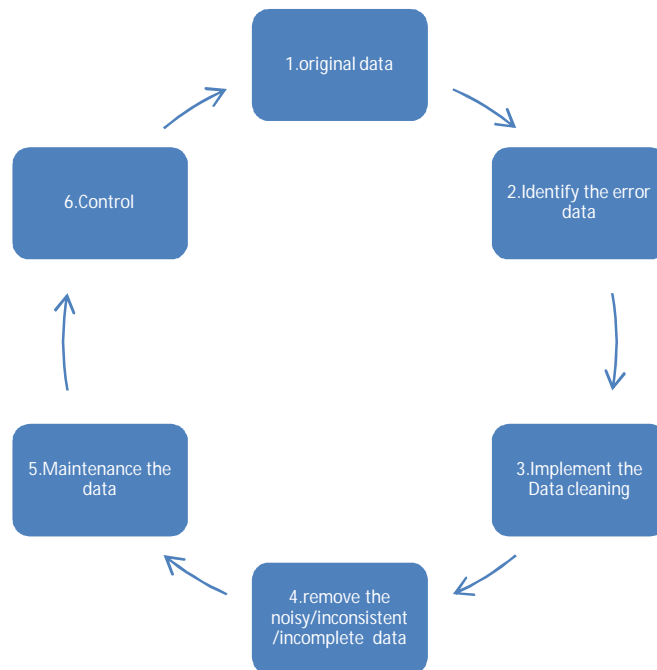 1.original data
2.Identify the error
data
3.Implement the
Data cleaning
4.remove the
noisy/inconsistent
/incomplete data
5.Maintenance the
data
6.Control